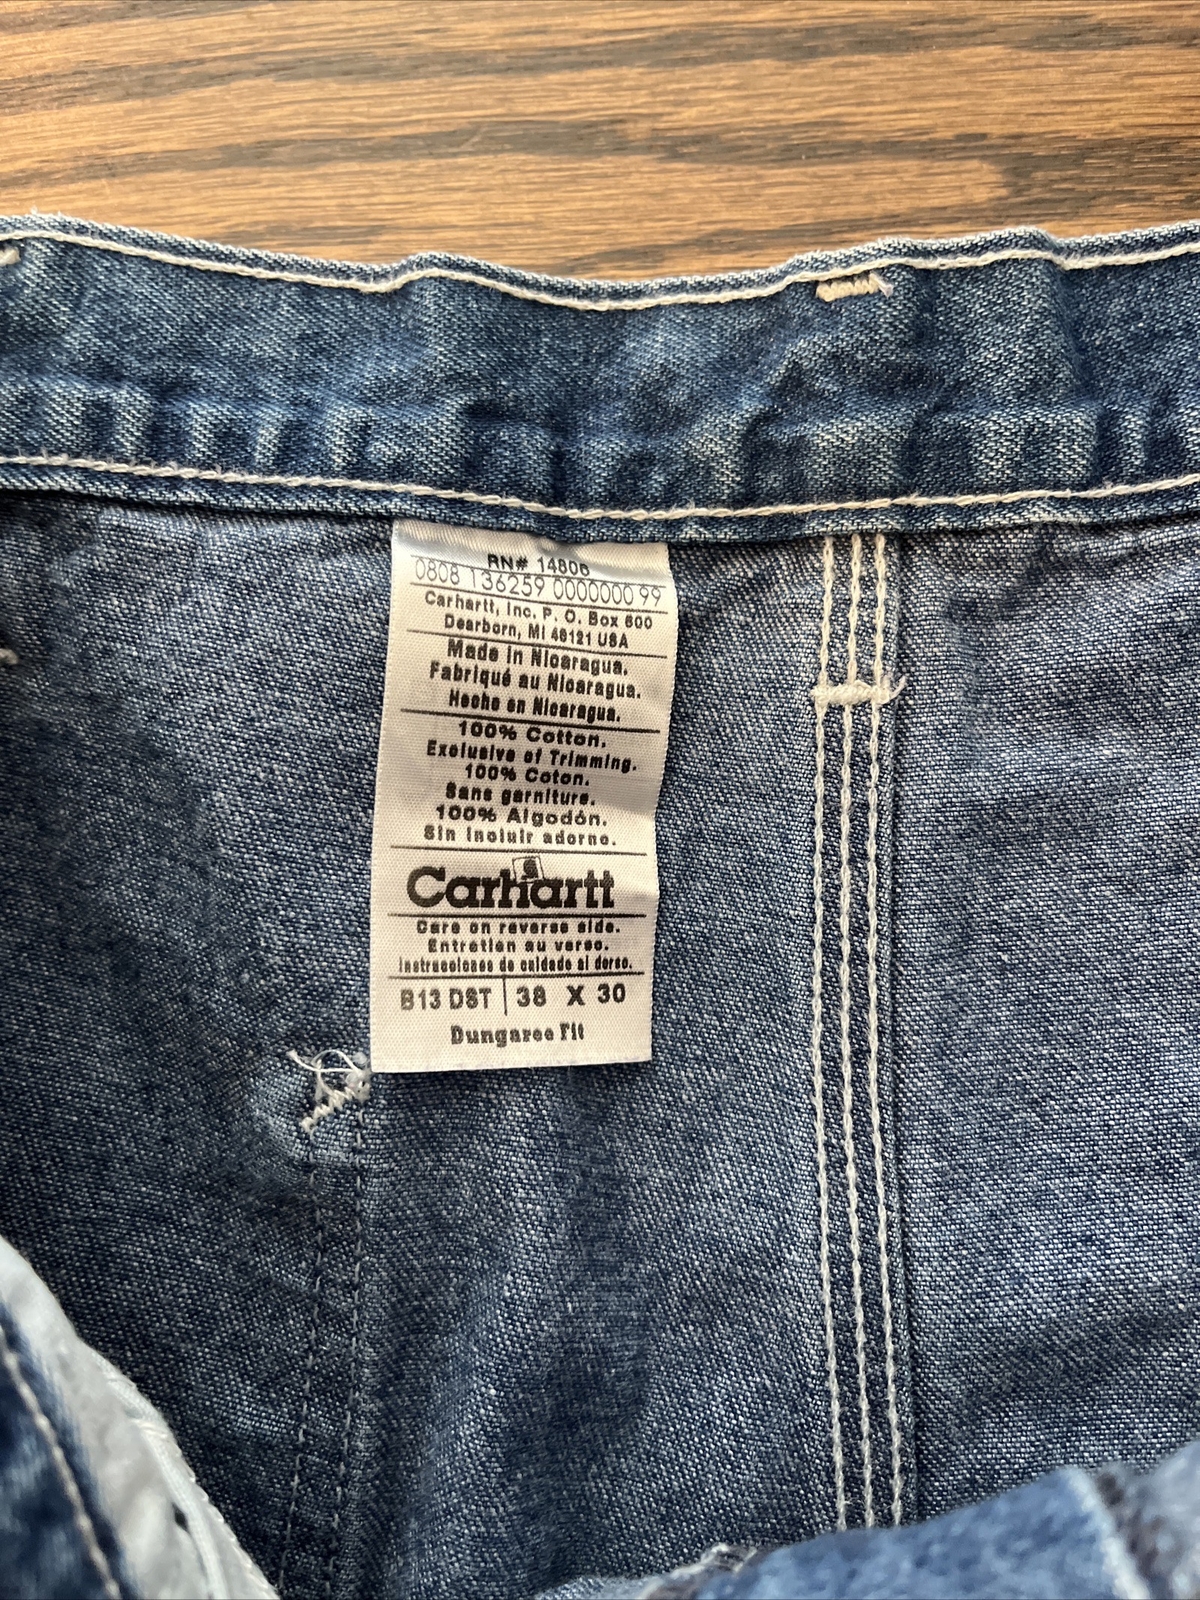 RN# 14806
0808 136259 0000000 99
Carhartt, Inc. P. O. Box 600
Dearborn, MI 48121 USA
Made in Nicaragua.
Fabriqué au Nicaragua.
Hecho en Nicaragua.
100% Cotton.
Exclusive of Trimming.
100% Coton.
Sans garniture.
100% Algodón.
Sin incluir adorno.
Carhartt
Care on reverse side.
Entretien au verso.
Instrucciones de cuidado al dorso.
B13 DST 38 X 30
Dungaree Fit